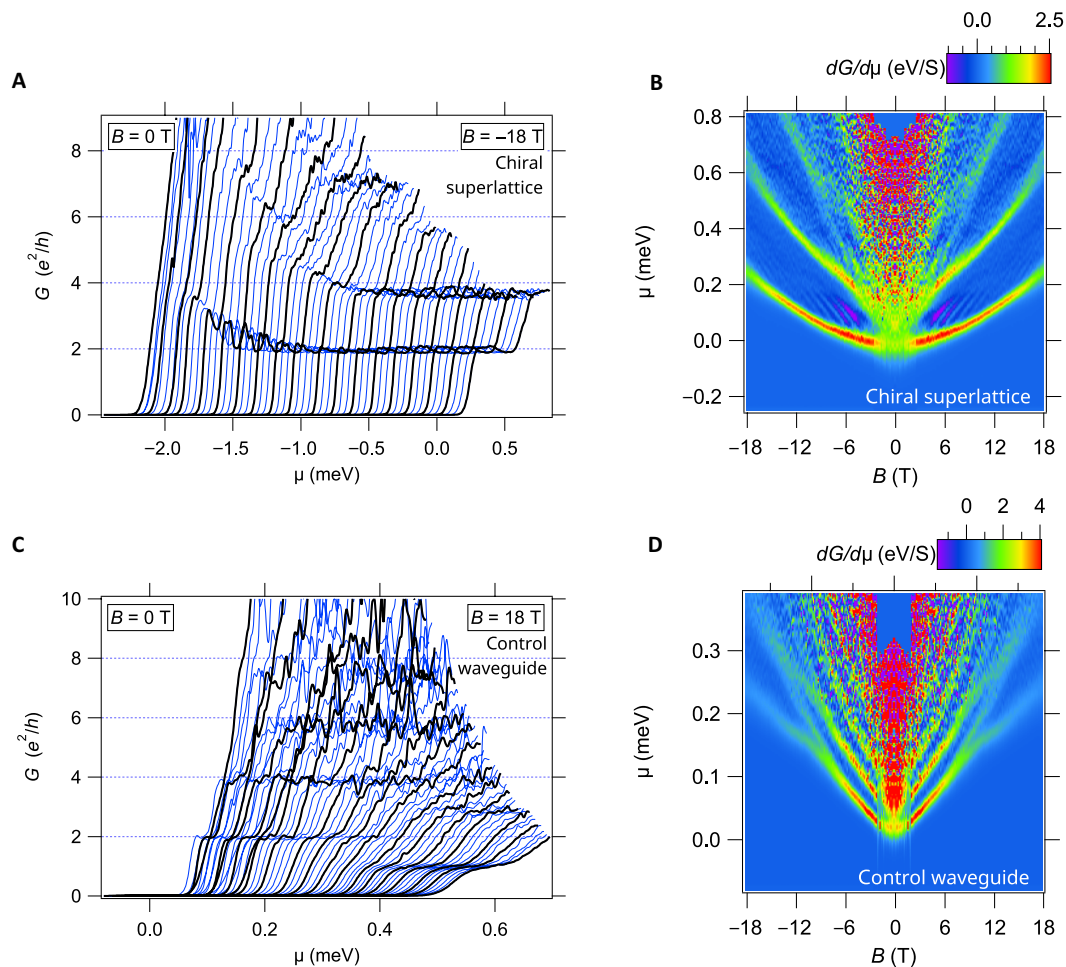 A
B = 0 T
B = −18 T
Chiral
superlattice
G (e²/h)
8
6
4
2
0
−2.0
−1.5
−1.0
−0.5
0.0
0.5
μ (meV)
B
0.0
2.5
dG/dμ (eV/S)
μ (meV)
0.8
0.6
0.4
0.2
0.0
−0.2
Chiral superlattice
−18
−12
−6
0
6
12
18
B (T)
C
B = 0 T
B = 18 T
Control
waveguide
G (e²/h)
10
8
6
4
2
0
0.0
0.2
0.4
0.6
μ (meV)
D
0
2
4
dG/dμ (eV/S)
μ (meV)
0.3
0.2
0.1
0.0
Control waveguide
−18
−12
−6
0
6
12
18
B (T)